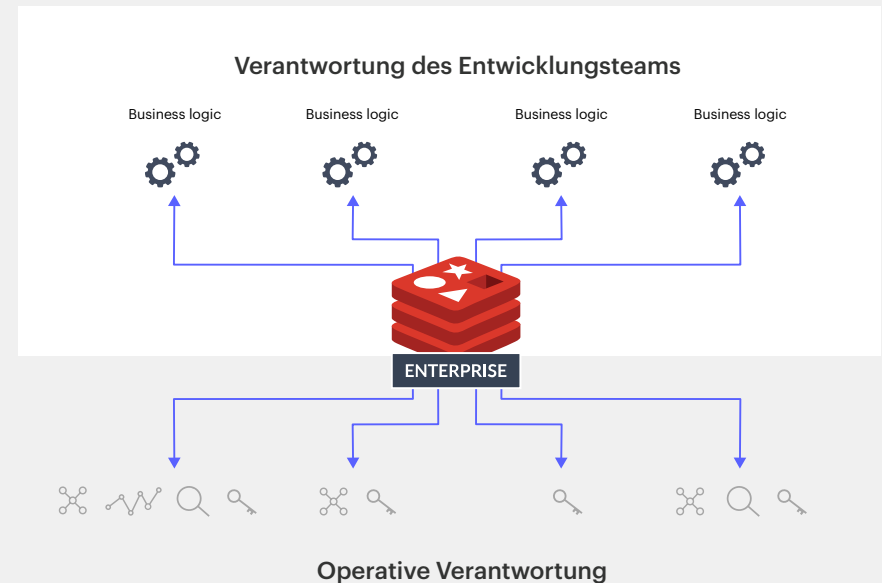 Verantwortung des Entwicklungsteams
Business logic
Business logic
Business logic
Business logic
ENTERPRISE
Operative Verantwortung